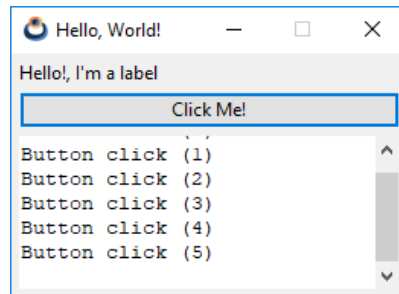 Hello, World!
Hello!, I'm a label
Click Me!
Button click (1)
Button click (2)
Button click (3)
Button click (4)
Button click (5)